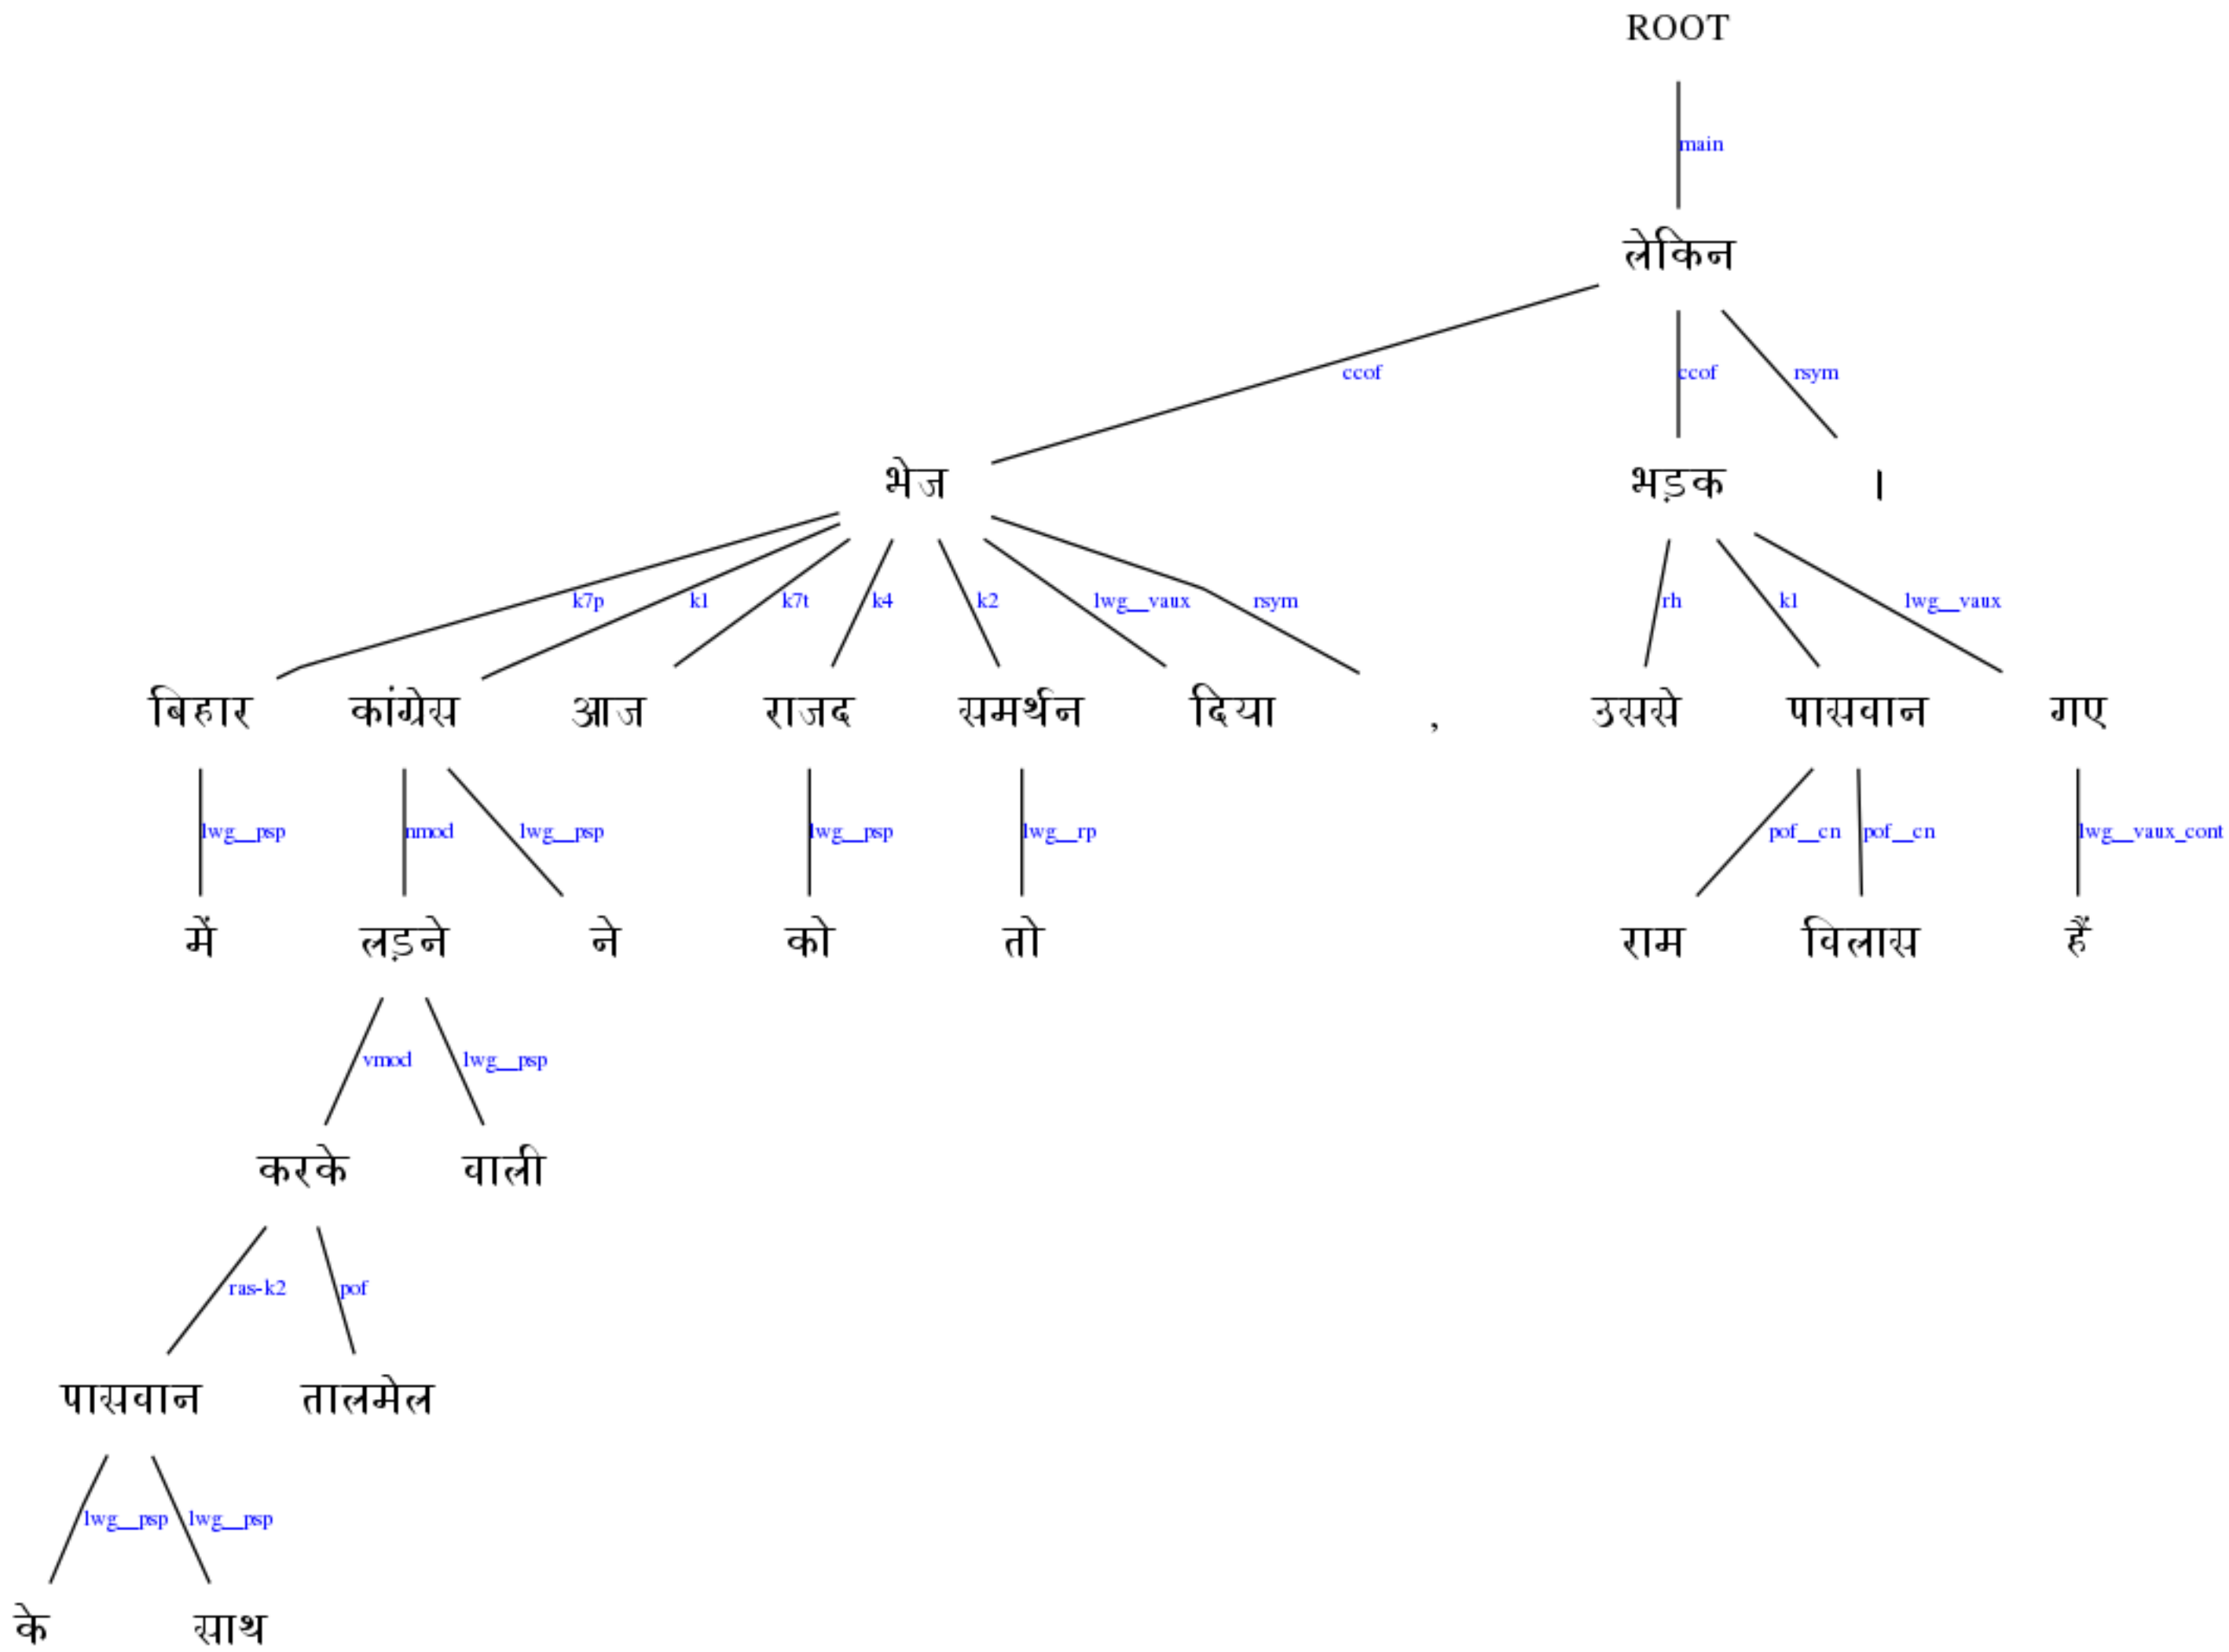 ROOT
main
लेकिन
ccof ccof rsym
भेज भड़क ।
k7p k1 k7t k4 k2 lwg__vaux rsym rh k1 lwg__vaux
बिहार कांग्रेस आज राजद समर्थन दिया , उससे पासवान गए
lwg__psp nmod lwg__psp lwg__psp lwg__rp pof__cn pof__cn lwg__vaux_cont
में लड़ने ने को तो राम विलास हैं
vmod lwg__psp
करके वाली
ras-k2 pof
पासवान तालमेल
lwg__psp lwg__psp
के साथ